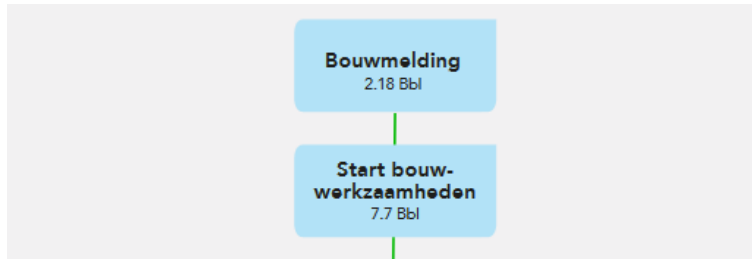 Bouwmelding
2.18 Bbl
Start bouw-
werkzaamheden
7.7 Bbl